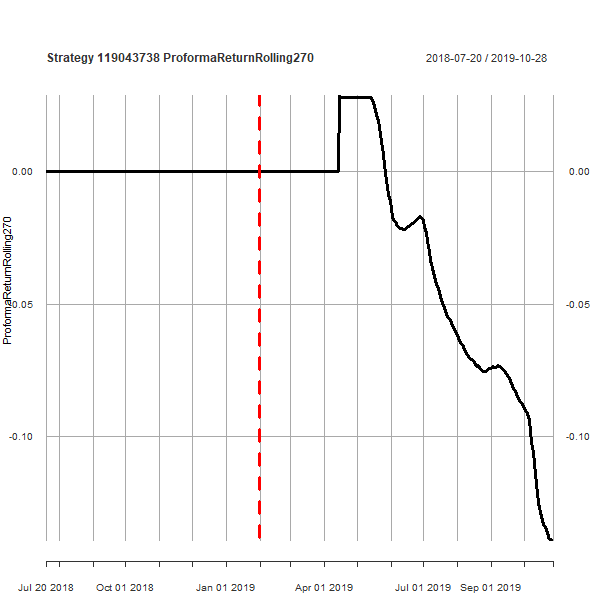 Strategy 119043738 ProformaReturnRolling270
2018-07-20 / 2019-10-28
0.00
0.00
ProformaReturnRolling270
-0.05
-0.05
-0.10
-0.10
Jul 20 2018
Oct 01 2018
Jan 01 2019
Apr 01 2019
Jul 01 2019
Sep 01 2019